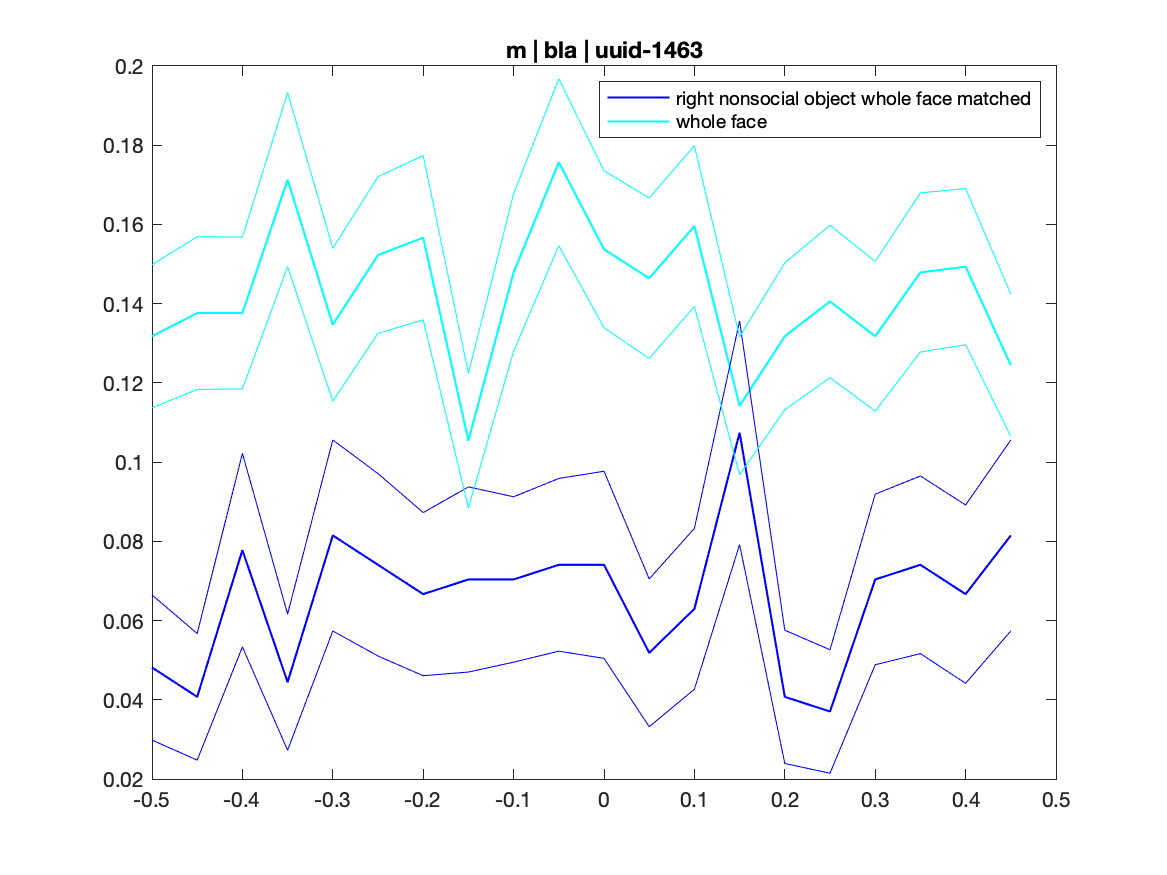 m | bla | uuid-1463
right nonsocial object whole face matched
whole face
0.2
0.18
0.16
0.14
0.12
0.1
0.08
0.06
0.04
0.02
-0.5 -0.4 -0.3 -0.2 -0.1 0 0.1 0.2 0.3 0.4 0.5